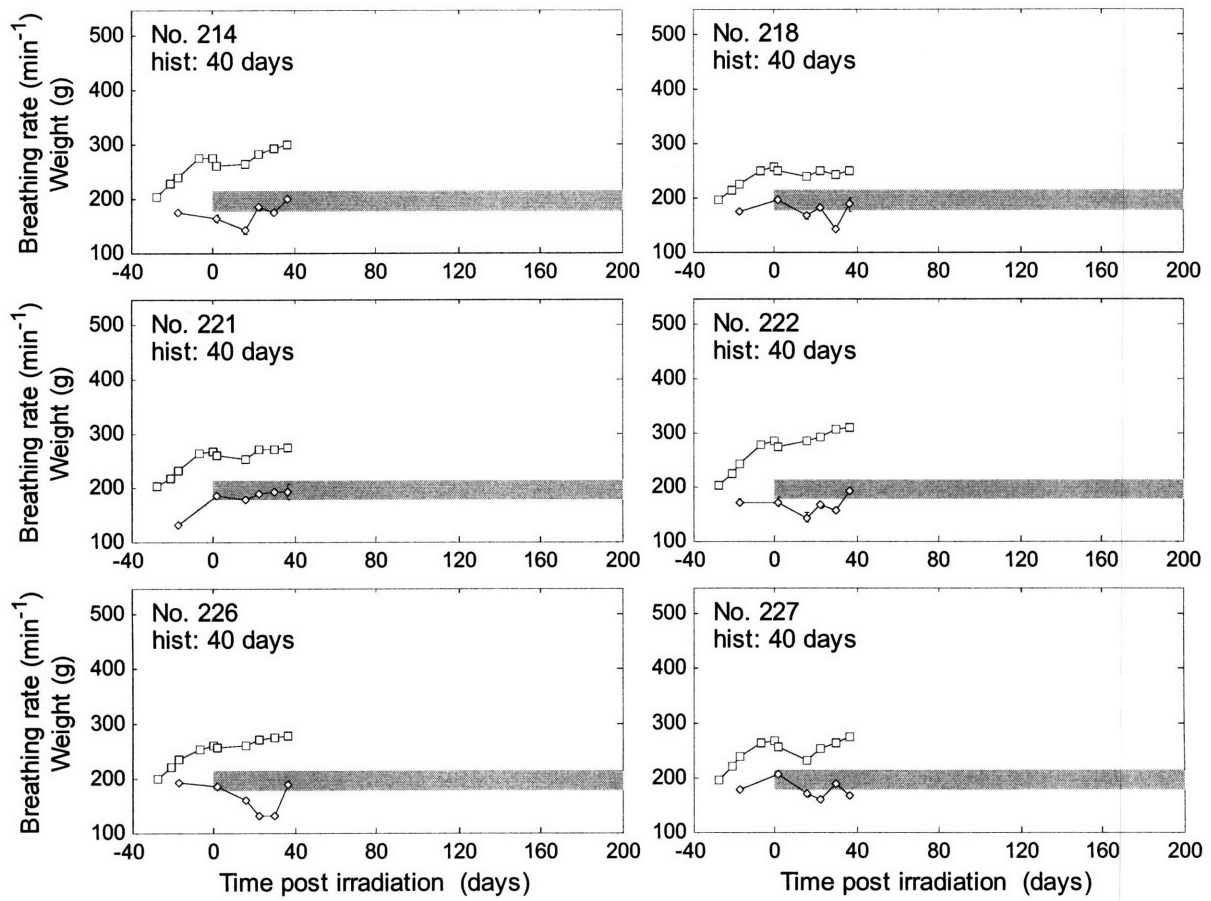 Breathing rate (min-1)
Weight (g)
No. 214
hist: 40 days
500
400
300
200
100
-40 0 40 80 120 160 200
No. 218
hist: 40 days
500
400
300
200
100
-40 0 40 80 120 160 200
Breathing rate (min-1)
Weight (g)
No. 221
hist: 40 days
500
400
300
200
100
-40 0 40 80 120 160 200
No. 222
hist: 40 days
500
400
300
200
100
-40 0 40 80 120 160 200
Breathing rate (min-1)
Weight (g)
No. 226
hist: 40 days
500
400
300
200
100
-40 0 40 80 120 160 200
Time post irradiation (days)
No. 227
hist: 40 days
500
400
300
200
100
-40 0 40 80 120 160 200
Time post irradiation (days)